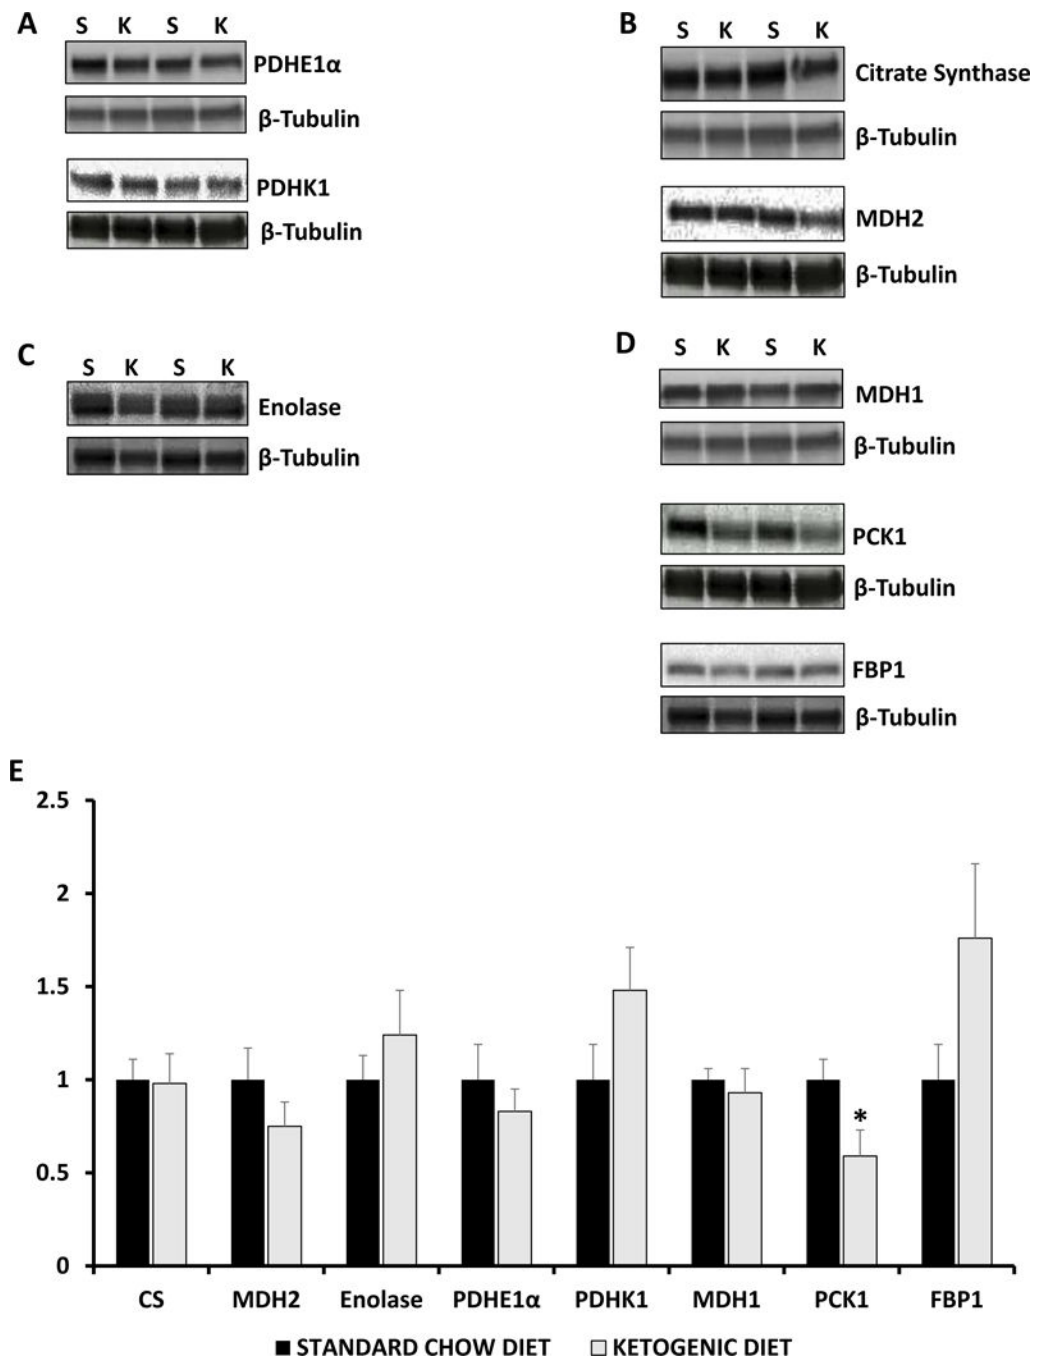 A
S K S K
PDHE1α
β-Tubulin
PDHK1
β-Tubulin
B
S K S K
Citrate Synthase
β-Tubulin
MDH2
β-Tubulin
C
S K S K
Enolase
β-Tubulin
D
S K S K
MDH1
β-Tubulin
PCK1
β-Tubulin
FBP1
β-Tubulin
E
2.5
2
1.5
1
0.5
0
*
CS MDH2 Enolase PDHE1α PDHK1 MDH1 PCK1 FBP1
STANDARD CHOW DIET KETOGENIC DIET